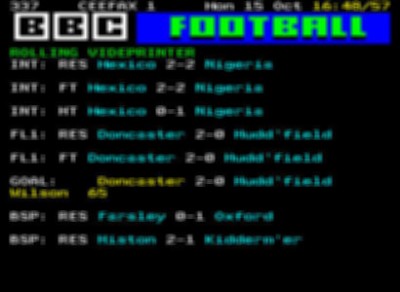 337 CEEFAX 1 Mon 15 Oct 16:48/57
BBC FOOTBALL
ROLLING VIDEPRINTER
INT: RES Mexico 2-2 Nigeria
INT: FT Mexico 2-2 Nigeria
INT: HT Mexico 0-1 Nigeria
FL1: RES Doncaster 2-0 Hudd'field
FL1: FT Doncaster 2-0 Hudd'field
GOAL: Doncaster 2-0 Hudd'field
Wilson 65
BSP: RES Farsley 0-1 Oxford
BSP: RES Histon 2-1 Kidderm'er